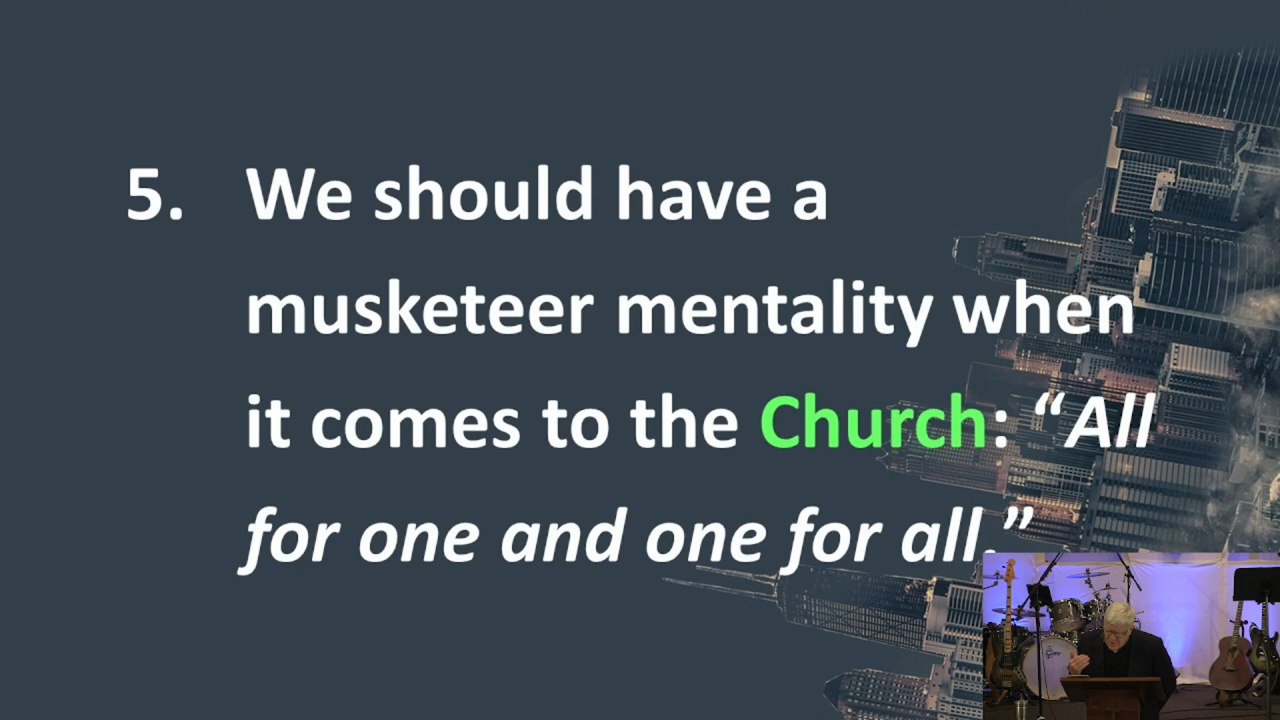 5. We should have a
musketeer mentality when
it comes to the Church: “All
for one and one for all.”